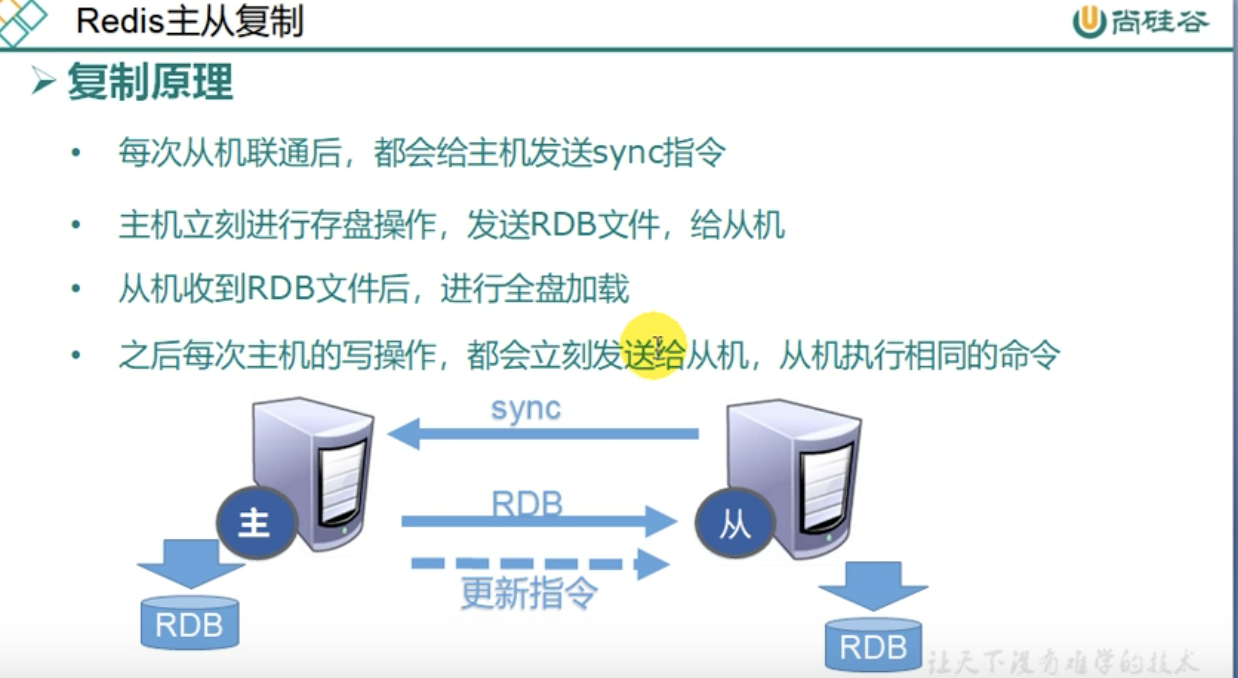 Redis主从复制
尚硅谷
复制原理
每次从机联通后，都会给主机发送sync指令
主机立刻进行存盘操作，发送RDB文件，给从机
从机收到RDB文件后，进行全盘加载
之后每次主机的写操作，都会立刻发送给从机，从机执行相同的命令
sync
RDB
主
从
更新指令
RDB
RDB
让天下没有难学的技术